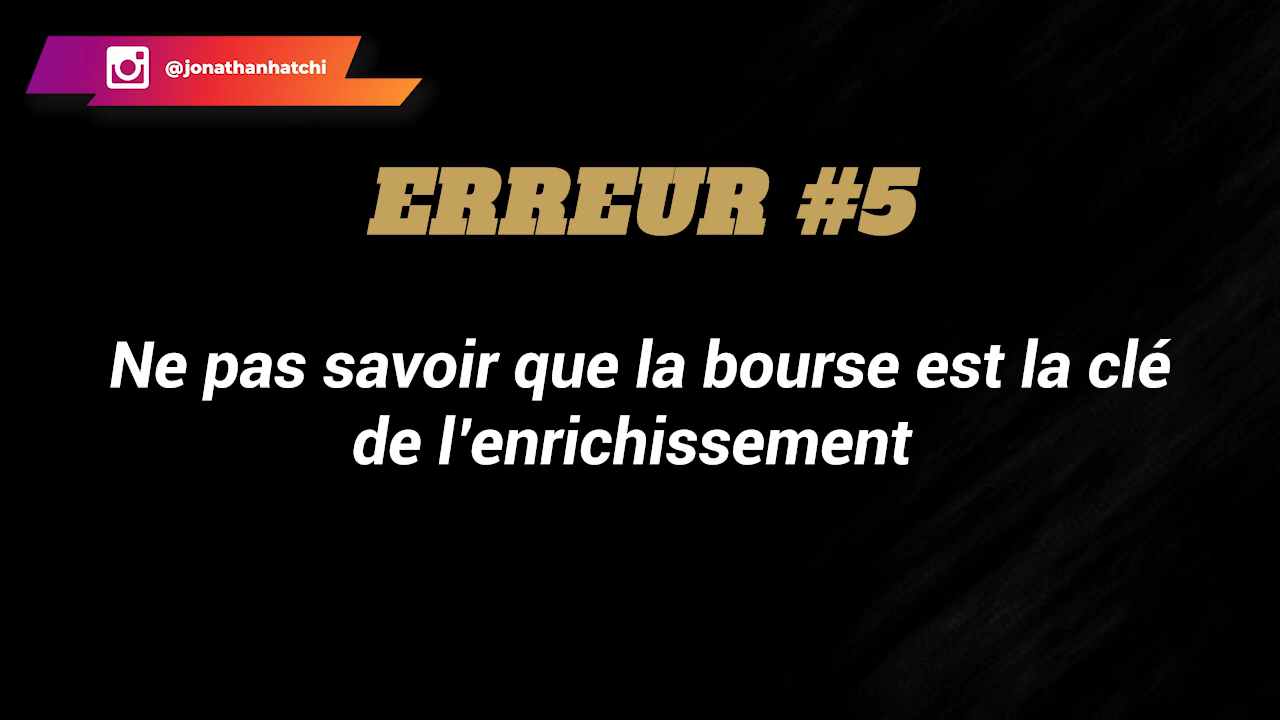 @jonathanhatchi
ERREUR #5
Ne pas savoir que la bourse est la clé
de l'enrichissement